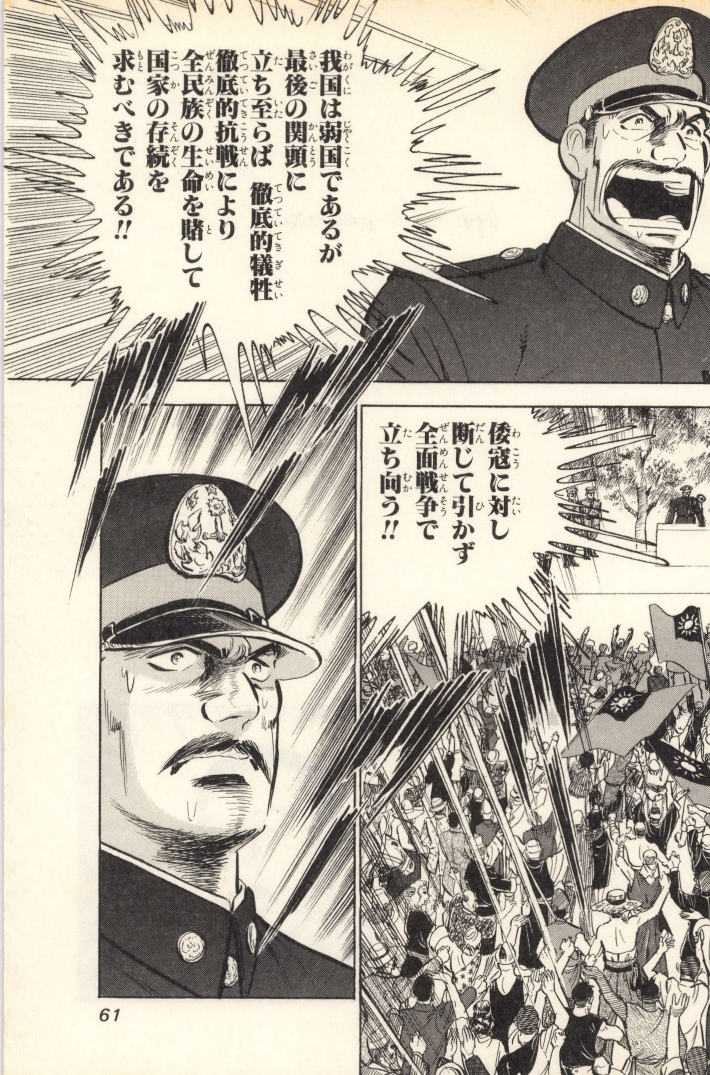 我国は弱国であるが
最後の関頭に
立ち至らば 徹底的犠牲
徹底的抗戦により
全民族の生命を賭して
国家の存続を
求むべきである!!
倭寇に対し
断じて引かず
全面戦争で
立ち向う!!
61